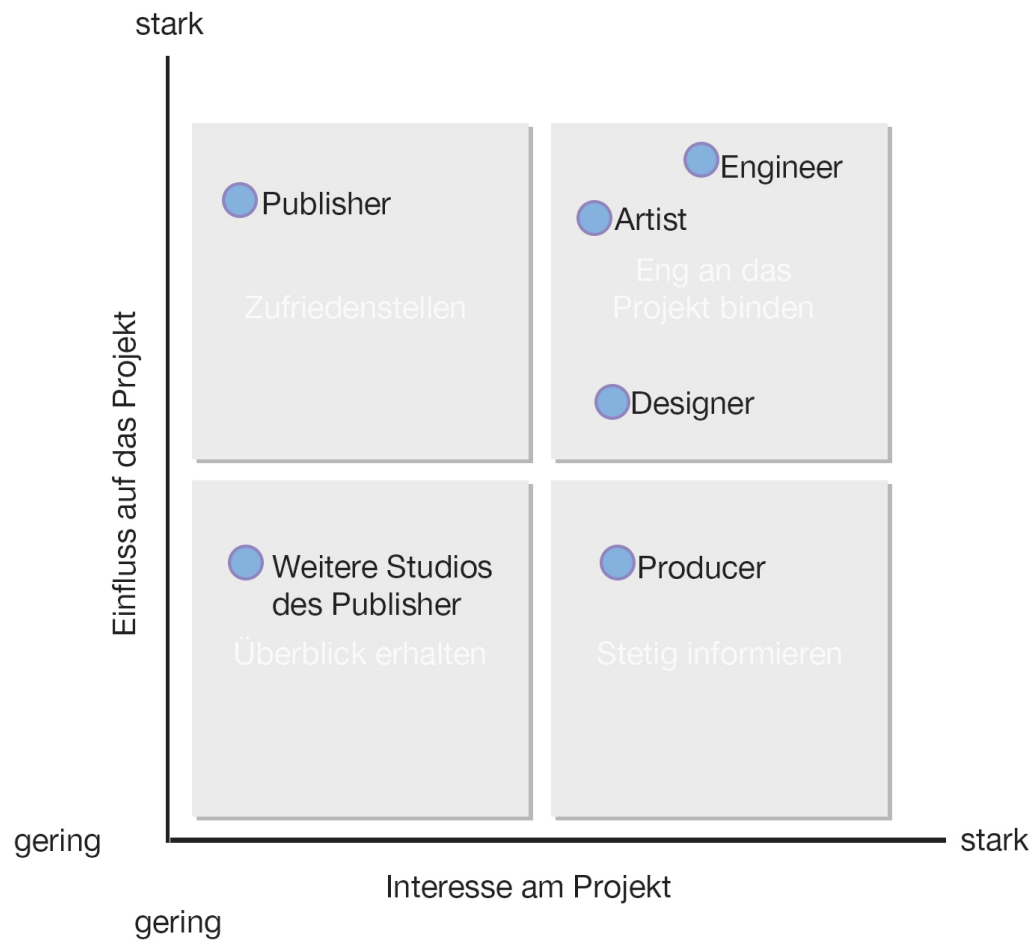 stark
Engineer
Publisher
Artist
Eng an das
Projekt binden
Zufriedenstellen
Designer
Einfluss auf das Projekt
Weitere Studios
des Publisher
Producer
Überblick erhalten
Stetig informieren
gering
stark
Interesse am Projekt
gering